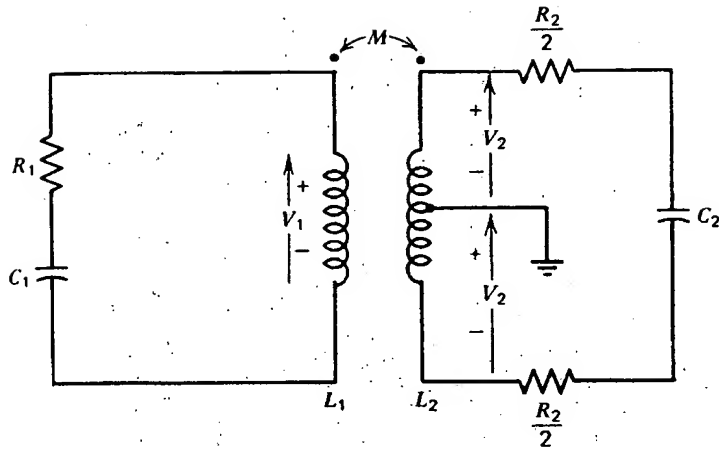 M
R₂
2
R₁
+
V₁
−
C₁
+
V₂
−
+
V₂
−
C₂
L₁
L₂
R₂
2